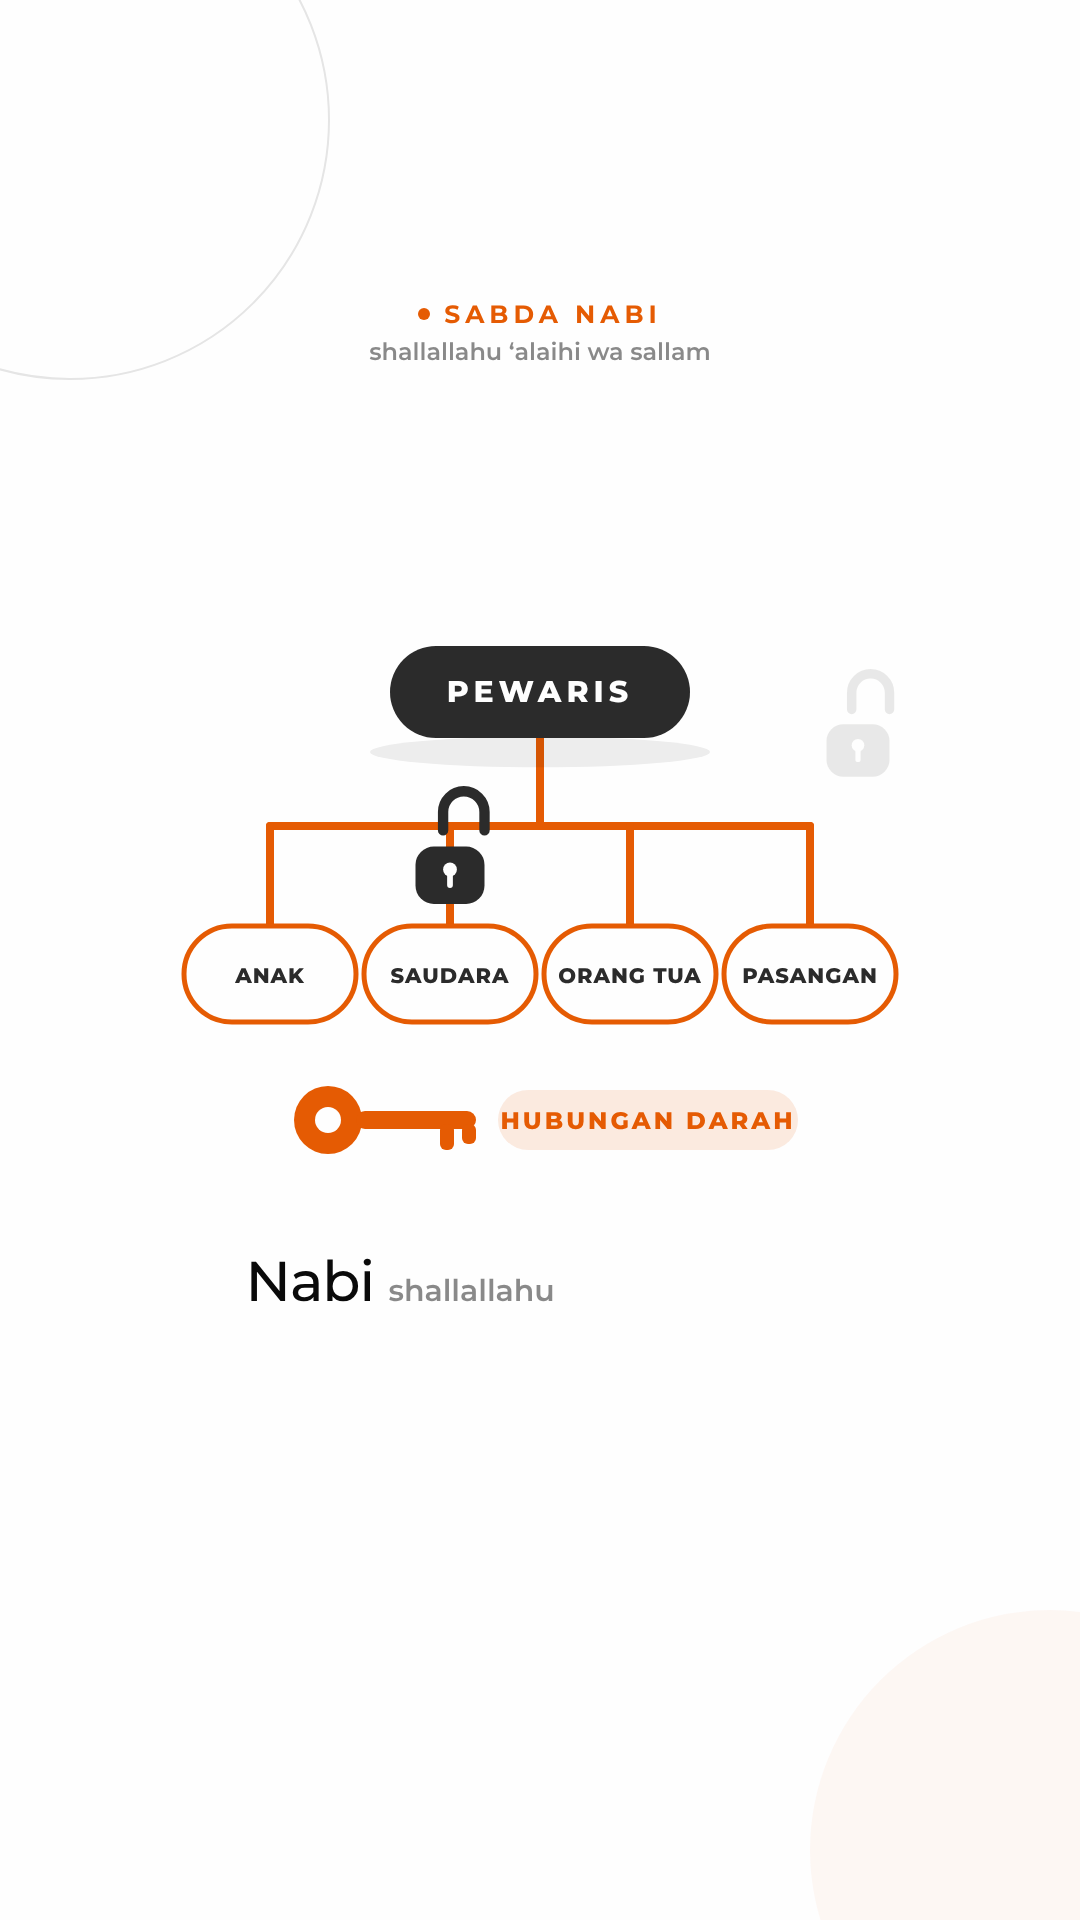 SABDA NABI
shallallahu ‘alaihi wa sallam
PEWARIS
ANAK SAUDARA ORANG TUA PASANGAN
HUBUNGAN DARAH
Nabi shallallahu